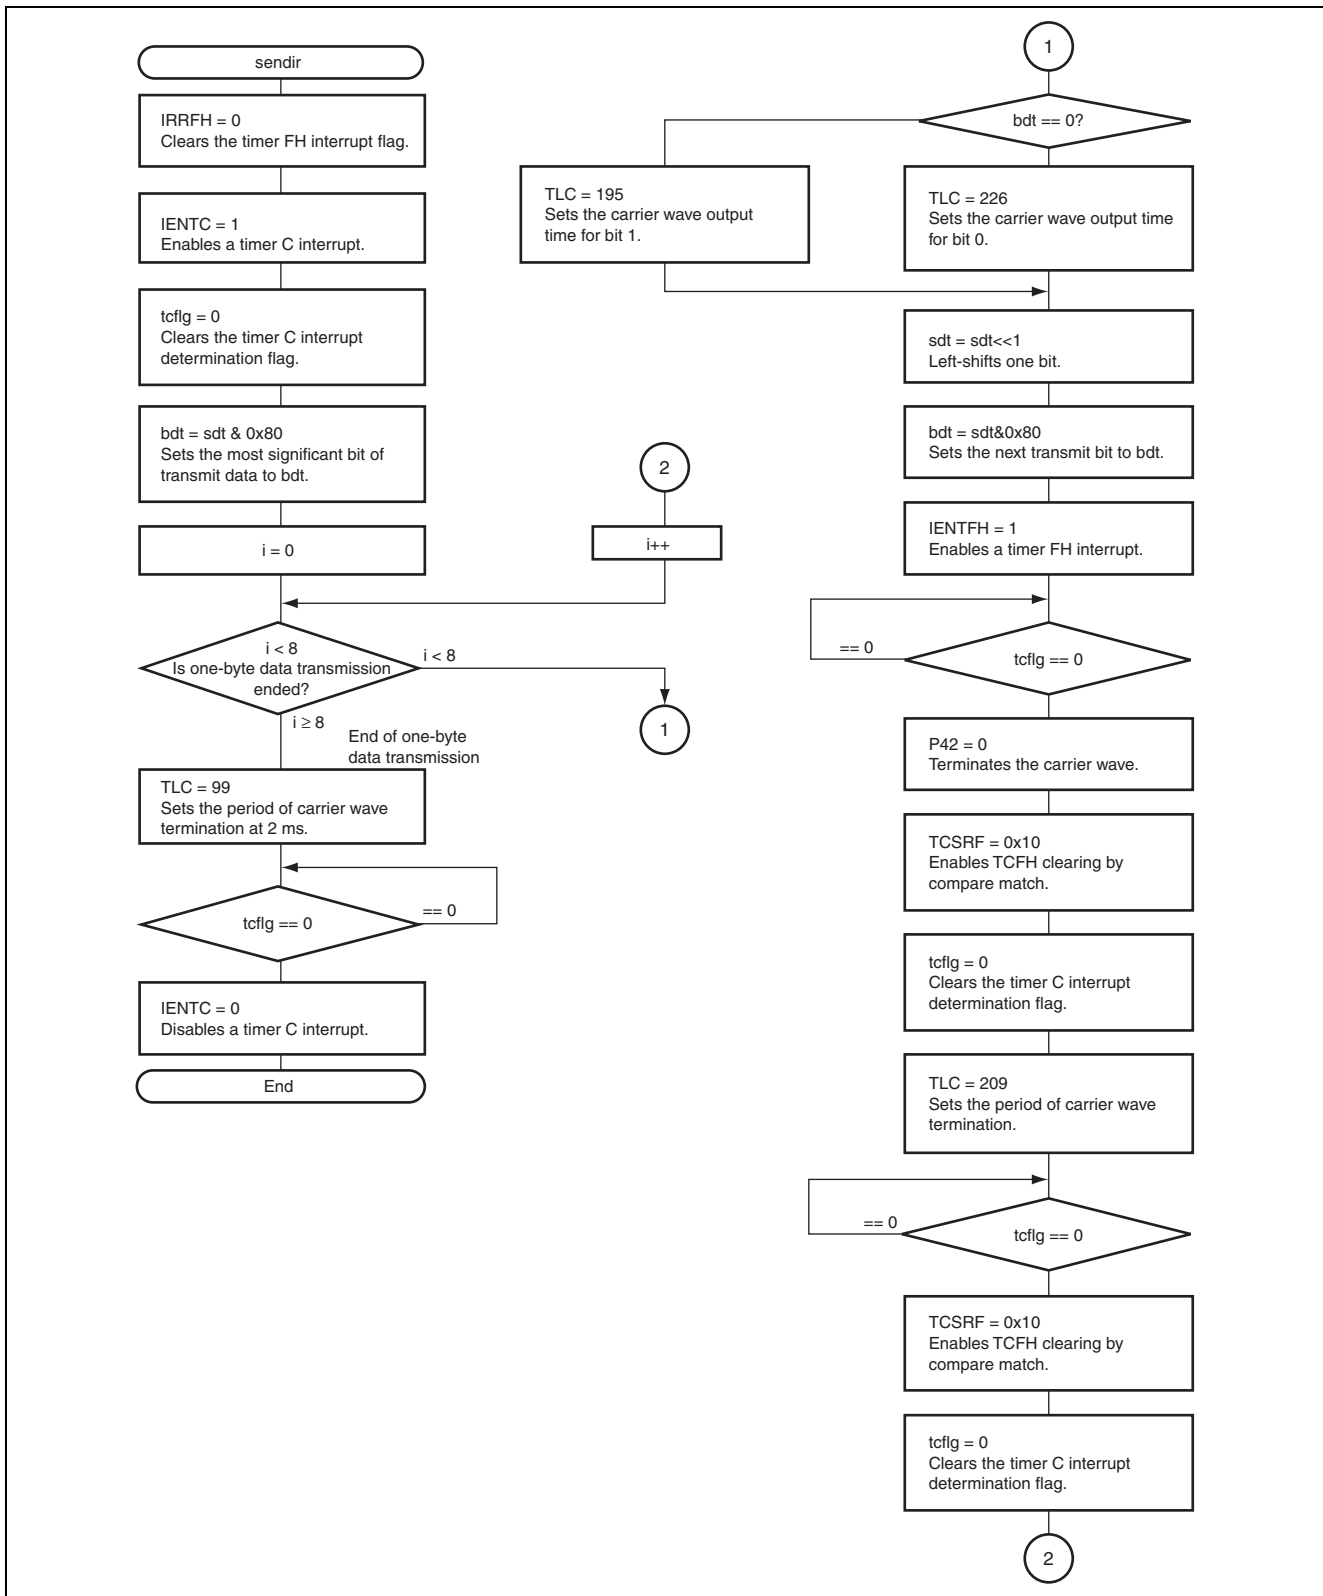 sendir
IRRFH = 0
Clears the timer FH interrupt flag.
IENTC = 1
Enables a timer C interrupt.
tcflg = 0
Clears the timer C interrupt
determination flag.
bdt = sdt & 0x80
Sets the most significant bit of
transmit data to bdt.
i = 0
2
i++
i < 8
Is one-byte data transmission
ended?
i < 8
1
i ≥ 8
End of one-byte
data transmission
TLC = 99
Sets the period of carrier wave
termination at 2 ms.
tcflg == 0
== 0
IENTC = 0
Disables a timer C interrupt.
End
1
bdt == 0?
TLC = 195
Sets the carrier wave output
time for bit 1.
TLC = 226
Sets the carrier wave output time
for bit 0.
sdt = sdt<<1
Left-shifts one bit.
bdt = sdt&0x80
Sets the next transmit bit to bdt.
IENTFH = 1
Enables a timer FH interrupt.
== 0
tcflg == 0
P42 = 0
Terminates the carrier wave.
TCSRF = 0x10
Enables TCFH clearing by
compare match.
tcflg = 0
Clears the timer C interrupt
determination flag.
TLC = 209
Sets the period of carrier wave
termination.
== 0
tcflg == 0
TCSRF = 0x10
Enables TCFH clearing by
compare match.
tcflg = 0
Clears the timer C interrupt
determination flag.
2